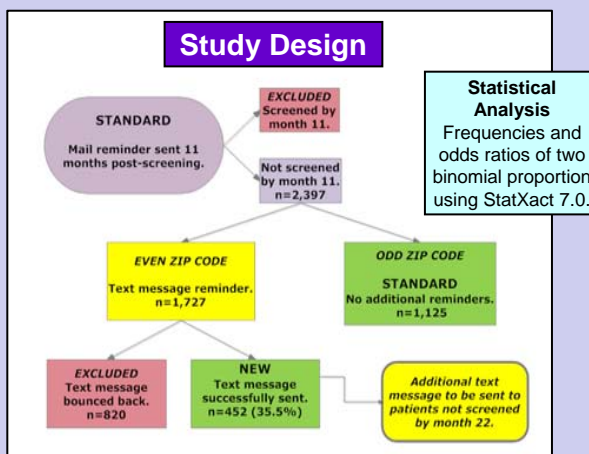 Study Design
STANDARD
Mail reminder sent 11
months post-screening.
EXCLUDED
Screened by
month 11.
Not screened
by month 11.
n=2,397
Statistical
Analysis
Frequencies and
odds ratios of two
binomial proportion
using StatXact 7.0.
EVEN ZIP CODE
Text message reminder.
n=1,727
ODD ZIP CODE
STANDARD
No additional reminders.
n=1,125
EXCLUDED
Text message
bounced back.
n=820
NEW
Text message
successfully sent.
n=452 (35.5%)
Additional text
message to be sent to
patients not screened
by month 22.